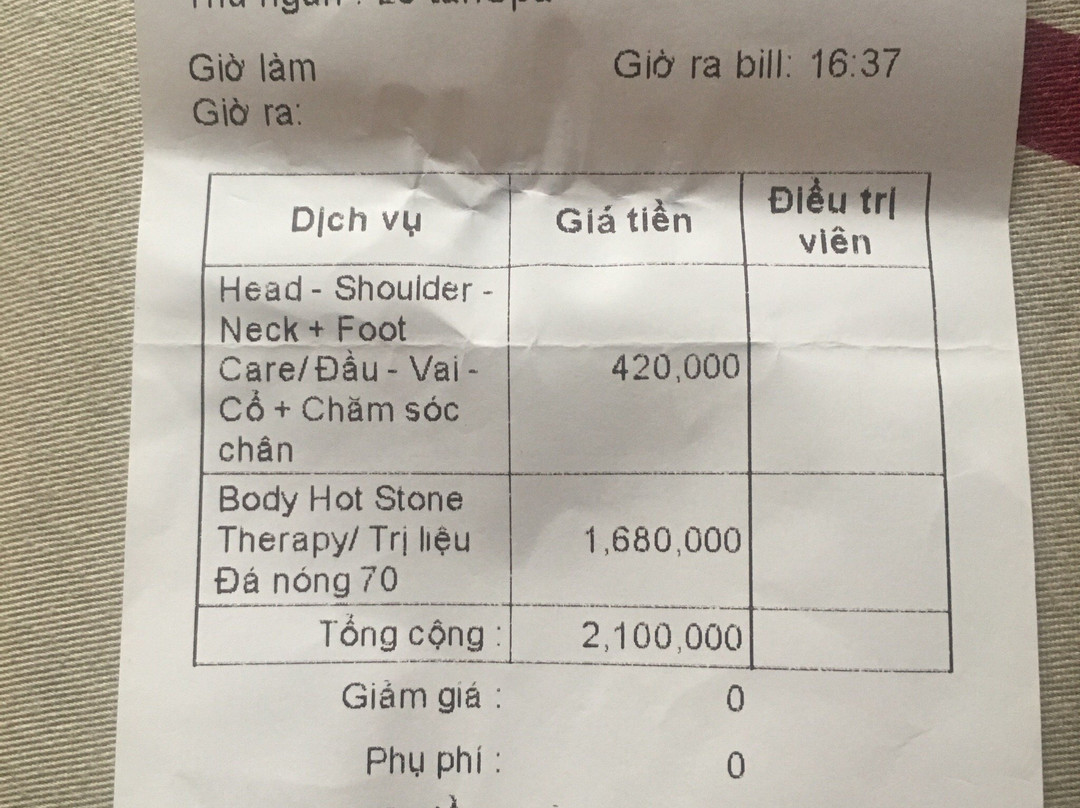 Giờ làm
Giờ ra bill: 16:37
Giờ ra:
Dịch vụ
Giá tiền
Điều trị
viên
Head - Shoulder -
Neck + Foot
Care/ Đầu - Vai -
Cổ + Chăm sóc
chân
420,000
Body Hot Stone
Therapy/ Trị liệu
Đá nóng 70
1,680,000
Tổng cộng :
2,100,000
Giảm giá :
0
Phụ phí :
0